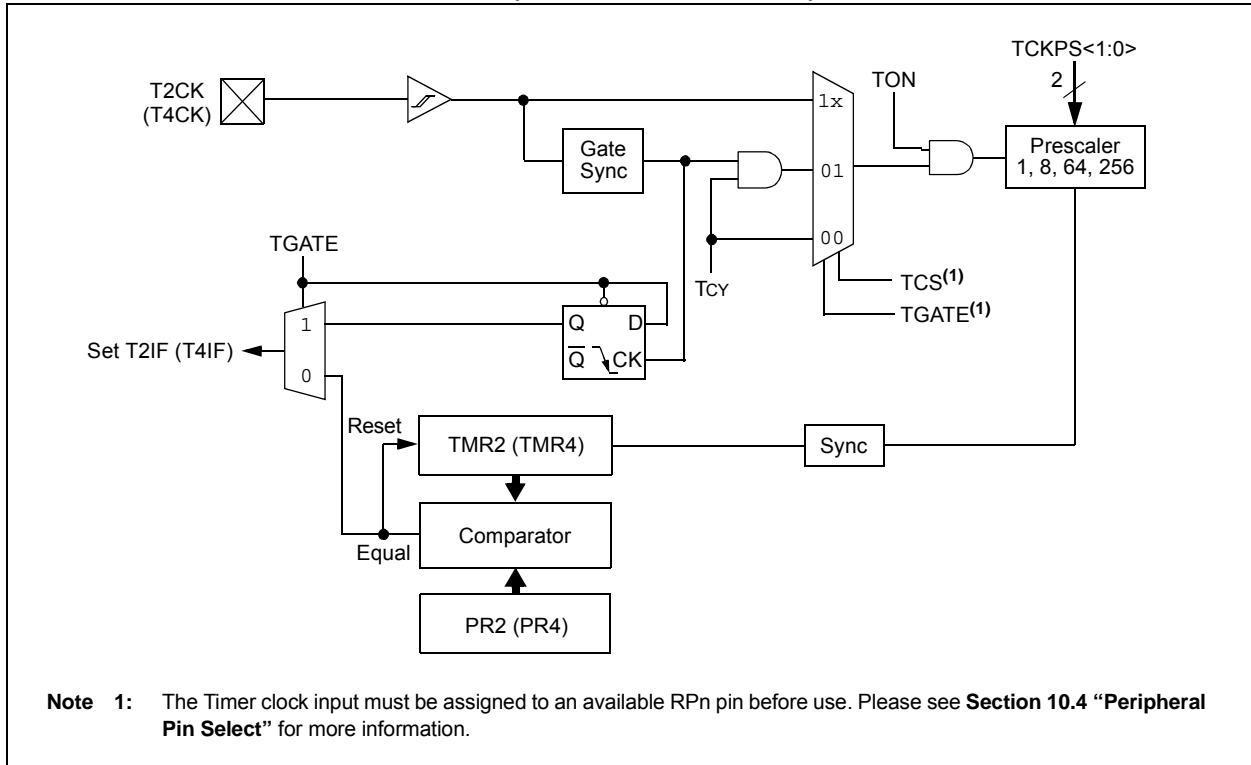 TCKPS<1:0>
2
T2CK
(T4CK)
TON
1x
Prescaler
1, 8, 64, 256
Gate
Sync
01
00
TGATE
TCY
TCS(1)
TGATE(1)
1
Q D
Set T2IF (T4IF)
Q CK
0
Reset
TMR2 (TMR4)
Sync
Comparator
Equal
PR2 (PR4)
Note 1: The Timer clock input must be assigned to an available RPn pin before use. Please see Section 10.4 “Peripheral
Pin Select” for more information.